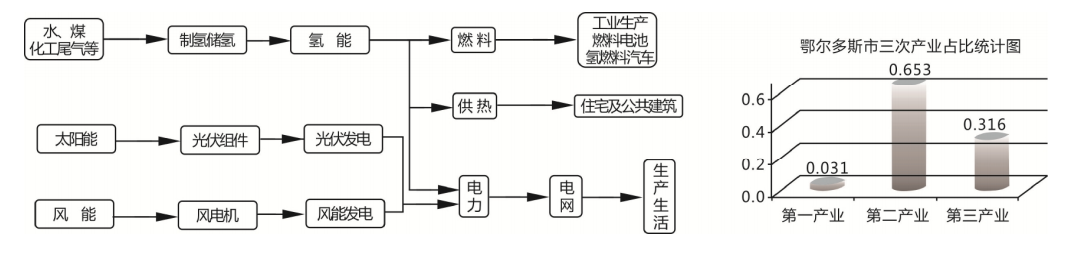 水、煤
化工尾气等
制氢储氢
氢 能
燃 料
工业生产
燃料电池
氢燃料汽车
供 热
住宅及公共建筑
太阳能
光伏组件
光伏发电
风 能
风电机
风能发电
电
力
电
网
生
产
生
活
鄂尔多斯市三次产业占比统计图
0.6
0.4
0.2
0.0
0.031
0.653
0.316
第一产业
第二产业
第三产业